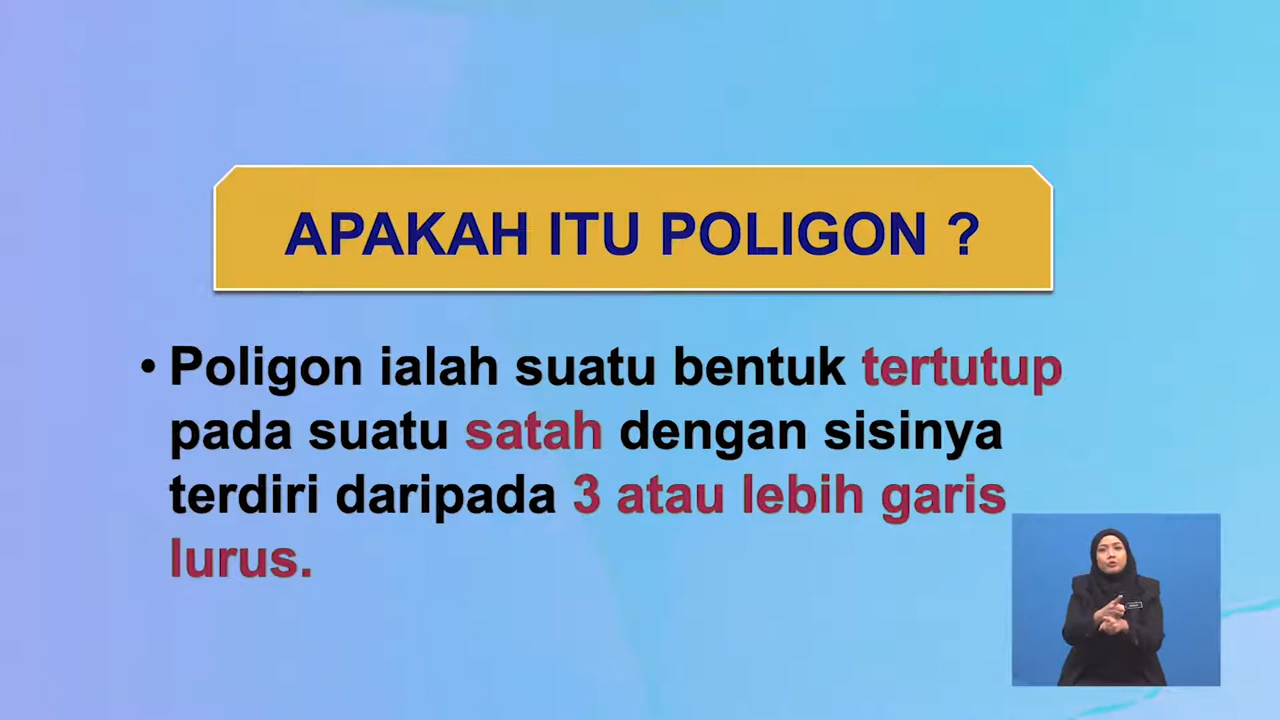 APAKAH ITU POLIGON ?
• Poligon ialah suatu bentuk tertutup
pada suatu satah dengan sisinya
terdiri daripada 3 atau lebih garis
lurus.